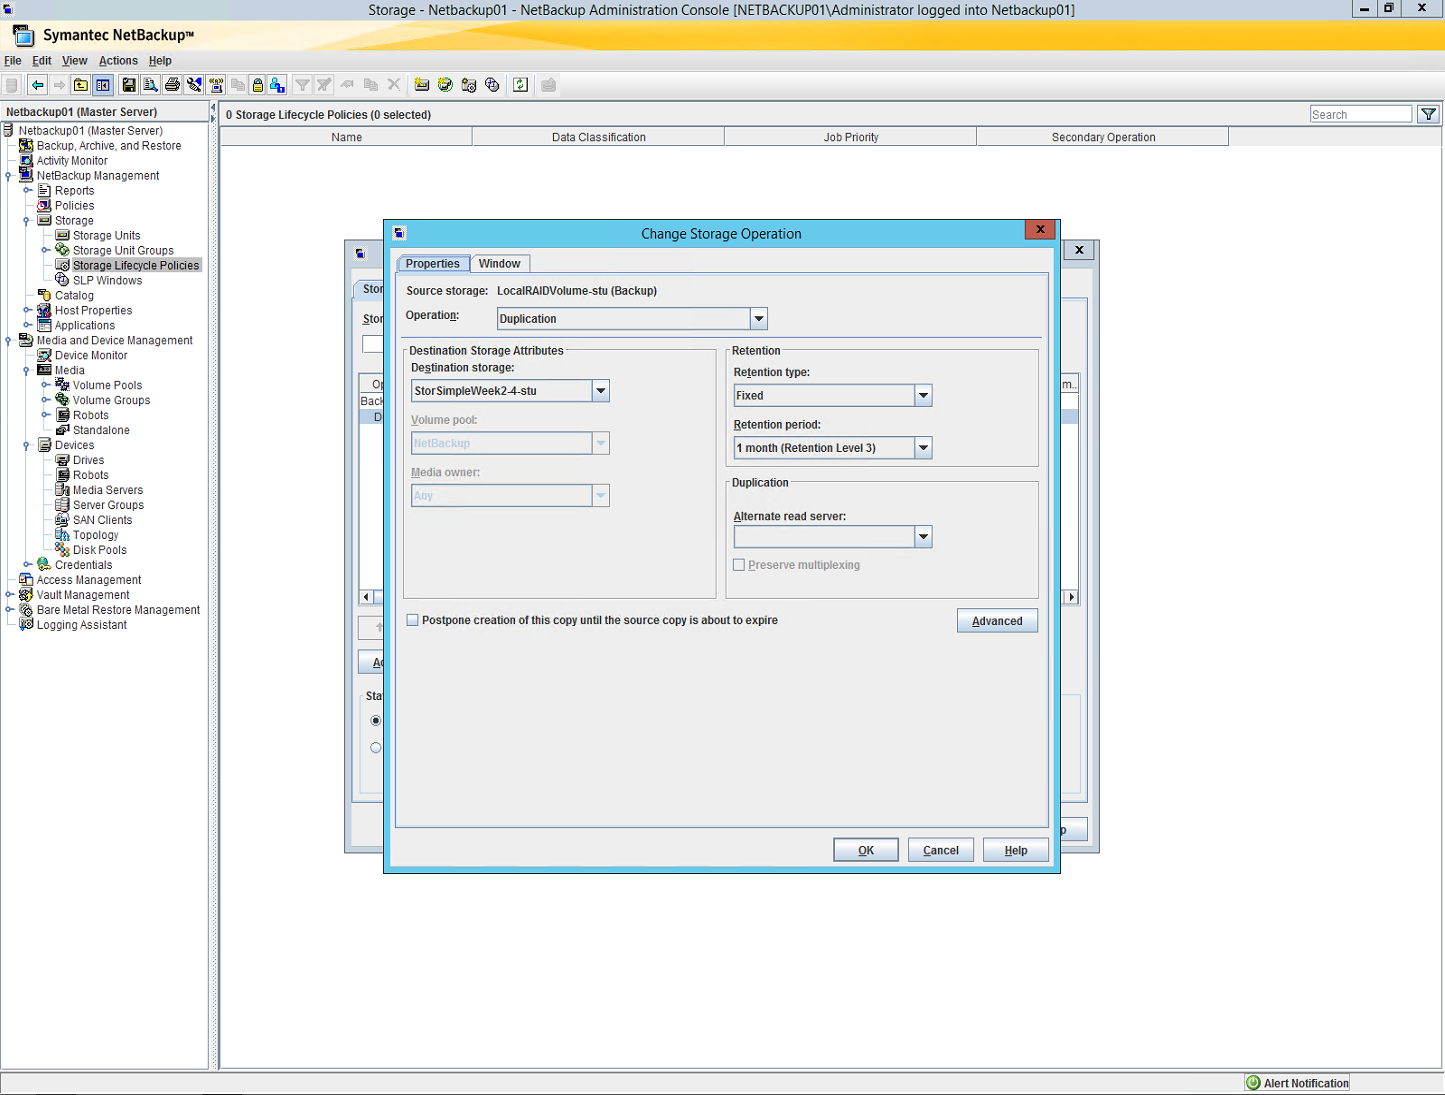 Storage - Netbackup01 - NetBackup Administration Console [NETBACKUP01\Administrator logged into Netbackup01]
Symantec NetBackup™
File Edit View Actions Help
Netbackup01 (Master Server)
0 Storage Lifecycle Policies (0 selected)
Search
Name Data Classification Job Priority Secondary Operation
Netbackup01 (Master Server)
Backup, Archive, and Restore
Activity Monitor
NetBackup Management
Reports
Policies
Storage
Storage Units
Storage Unit Groups
Storage Lifecycle Policies
SLP Windows
Catalog
Host Properties
Applications
Media and Device Management
Device Monitor
Media
Volume Pools
Volume Groups
Robots
Standalone
Devices
Drives
Robots
Media Servers
Server Groups
SAN Clients
Topology
Disk Pools
Credentials
Access Management
Vault Management
Bare Metal Restore Management
Logging Assistant
Change Storage Operation
X
X
Properties Window
Source storage: LocalRAIDVolume-stu (Backup)
Operation: Duplication
Destination Storage Attributes
Destination storage:
StorSimpleWeek2-4-stu
Volume pool:
NetBackup
Media owner:
Any
Retention
Retention type:
Fixed
Retention period:
1 month (Retention Level 3)
Duplication
Alternate read server:
Preserve multiplexing
Postpone creation of this copy until the source copy is about to expire
Advanced
OK Cancel Help
Stor
Stor
Op
m..
Back
D
Ad
Sta
p
Alert Notification